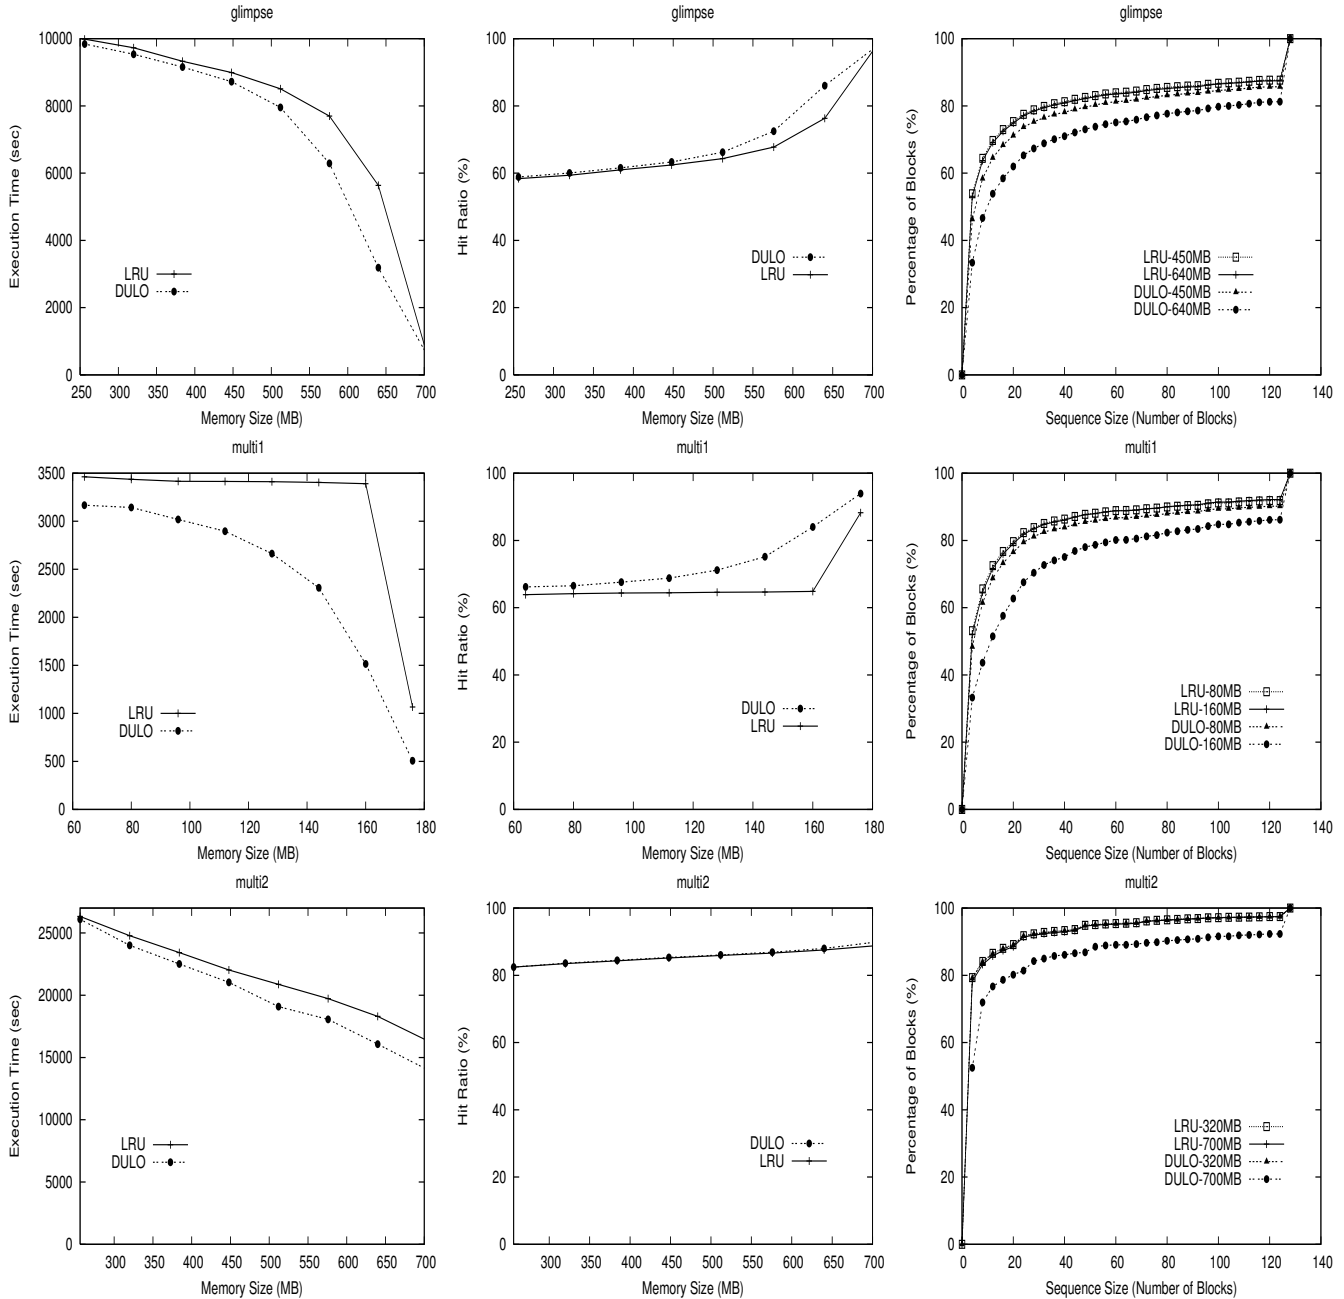 glimpse
10000
8000
6000
4000
2000
0
250 300 350 400 450 500 550 600 650 700
Execution Time (sec)
Memory Size (MB)
LRU
DULO
glimpse
100
80
60
40
20
0
250 300 350 400 450 500 550 600 650 700
Hit Ratio (%)
Memory Size (MB)
DULO
LRU
glimpse
100
80
60
40
20
0
0 20 40 60 80 100 120 140
Percentage of Blocks (%)
Sequence Size (Number of Blocks)
LRU-450MB
LRU-640MB
DULO-450MB
DULO-640MB
multi1
3500
3000
2500
2000
1500
1000
500
0
60 80 100 120 140 160 180
Execution Time (sec)
Memory Size (MB)
LRU
DULO
multi1
100
80
60
40
20
0
60 80 100 120 140 160 180
Hit Ratio (%)
Memory Size (MB)
DULO
LRU
multi1
100
80
60
40
20
0
0 20 40 60 80 100 120 140
Percentage of Blocks (%)
Sequence Size (Number of Blocks)
LRU-80MB
LRU-160MB
DULO-80MB
DULO-160MB
multi2
25000
20000
15000
10000
5000
0
300 350 400 450 500 550 600 650 700
Execution Time (sec)
Memory Size (MB)
LRU
DULO
multi2
100
80
60
40
20
0
300 350 400 450 500 550 600 650 700
Hit Ratio (%)
Memory Size (MB)
DULO
LRU
multi2
100
80
60
40
20
0
0 20 40 60 80 100 120 140
Percentage of Blocks (%)
Sequence Size (Number of Blocks)
LRU-320MB
LRU-700MB
DULO-320MB
DULO-700MB